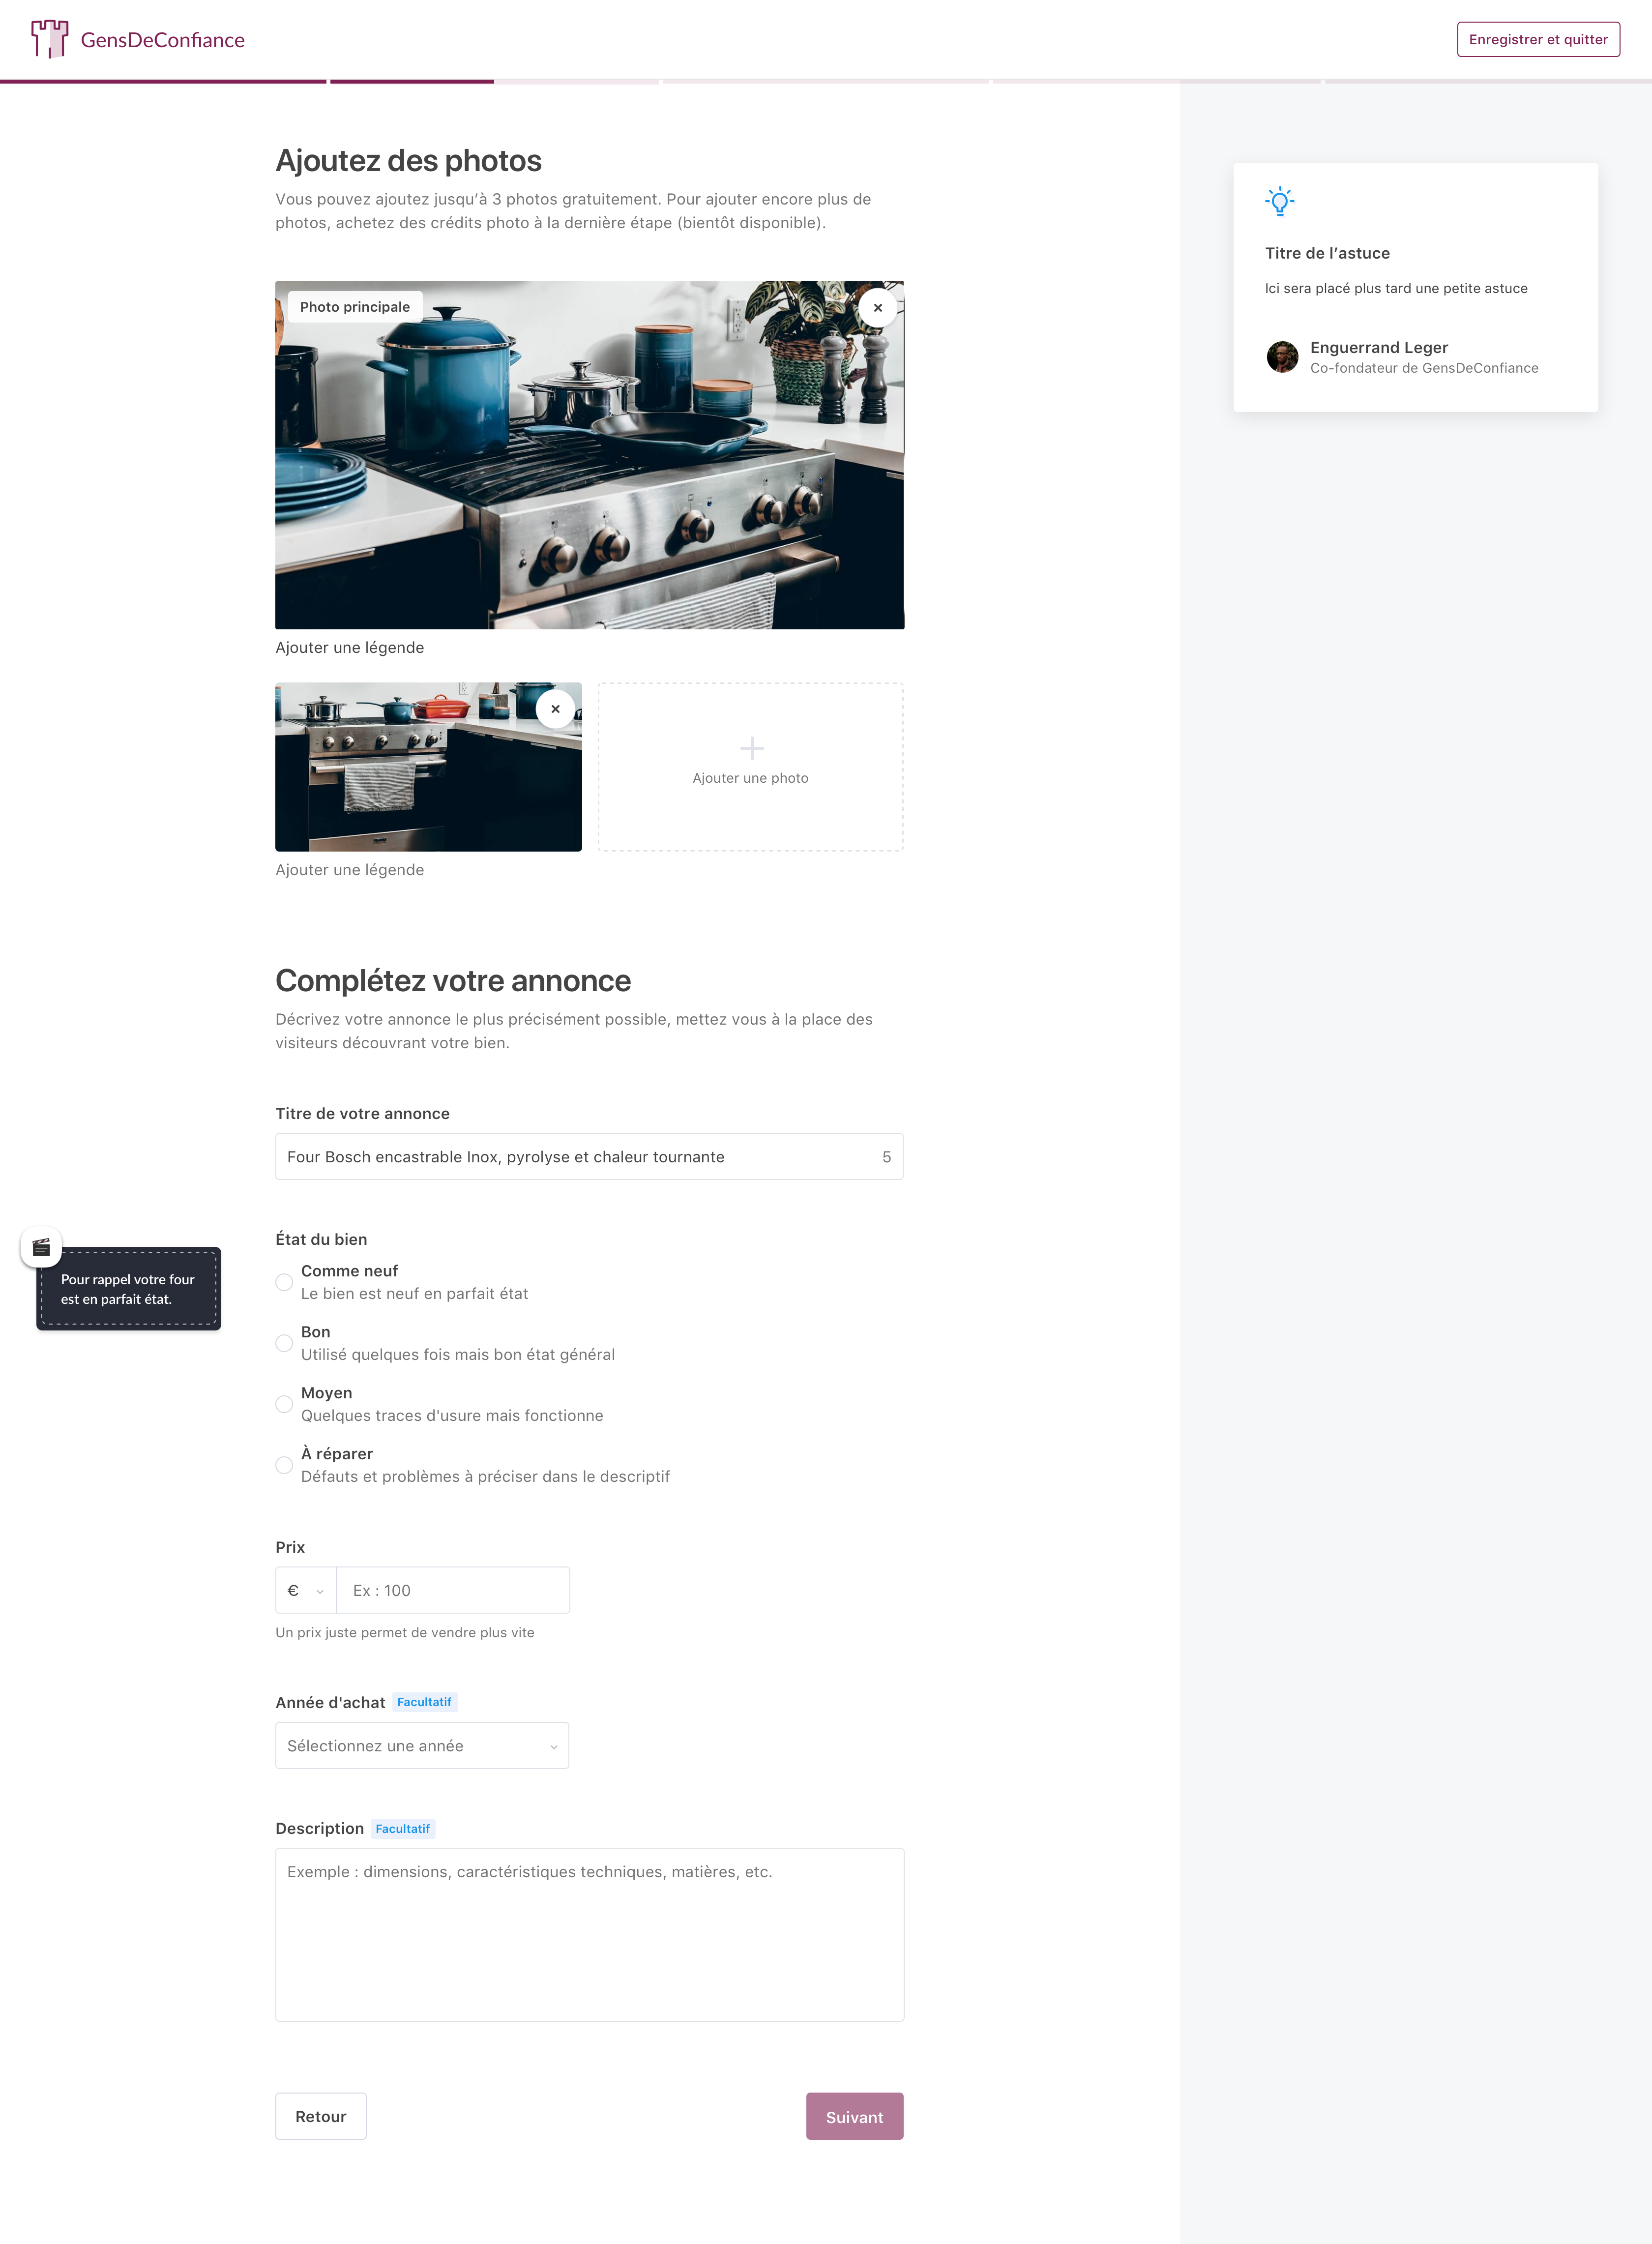 GensDeConfiance
Enregistrer et quitter
Ajoutez des photos
Vous pouvez ajoutez jusqu'à 3 photos gratuitement. Pour ajouter encore plus de
photos, achetez des crédits photo à la dernière étape (bientôt disponible).
Photo principale
Ajouter une légende
Ajouter une photo
Ajouter une légende
Titre de l’astuce
Ici sera placé plus tard une petite astuce
Enguerrand Leger
Co-fondateur de GensDeConfiance
Complétez votre annonce
Décrivez votre annonce le plus précisément possible, mettez vous à la place des
visiteurs découvrant votre bien.
Titre de votre annonce
Four Bosch encastrable Inox, pyrolyse et chaleur tournante
5
Pour rappel votre four
est en parfait état.
État du bien
Comme neuf
Le bien est neuf en parfait état
Bon
Utilisé quelques fois mais bon état général
Moyen
Quelques traces d'usure mais fonctionne
À réparer
Défauts et problèmes à préciser dans le descriptif
Prix
€
Ex : 100
Un prix juste permet de vendre plus vite
Année d'achat Facultatif
Sélectionnez une année
Description Facultatif
Exemple : dimensions, caractéristiques techniques, matières, etc.
Retour
Suivant